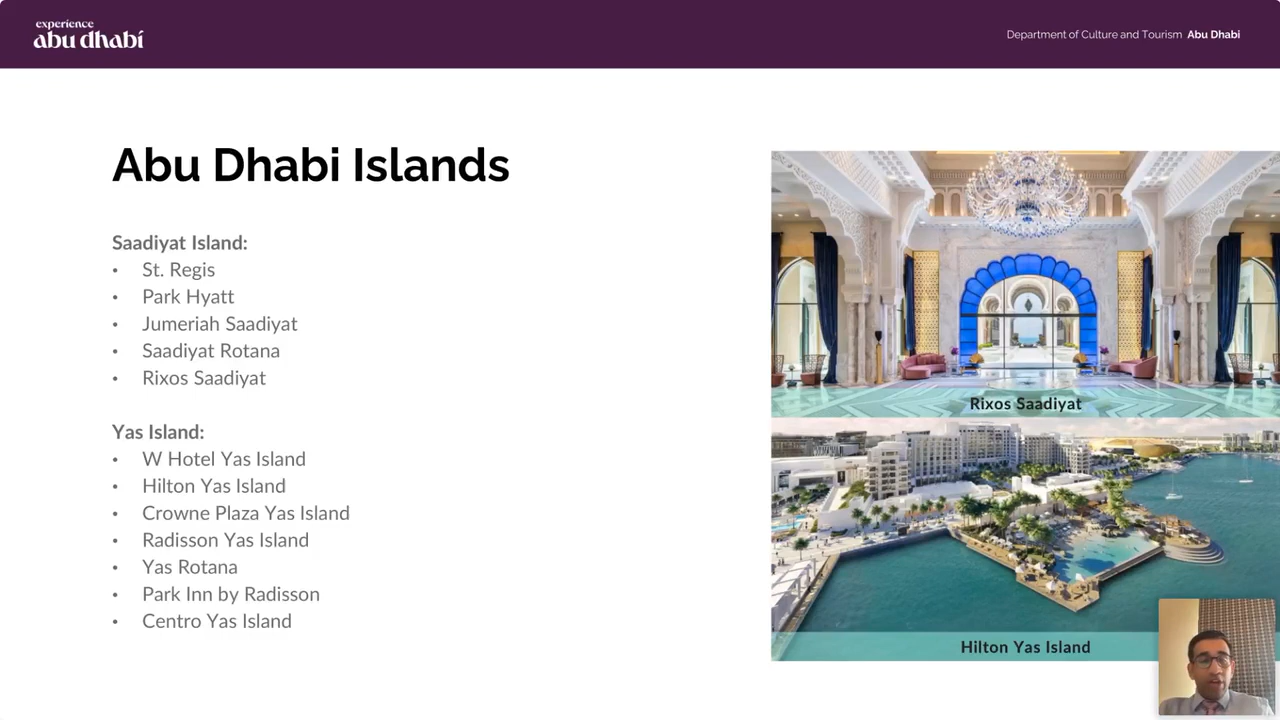 experience
abu dhabi
Department of Culture and Tourism Abu Dhabi
Abu Dhabi Islands
Saadiyat Island:
• St. Regis
• Park Hyatt
• Jumeriah Saadiyat
• Saadiyat Rotana
• Rixos Saadiyat
Yas Island:
• W Hotel Yas Island
• Hilton Yas Island
• Crowne Plaza Yas Island
• Radisson Yas Island
• Yas Rotana
• Park Inn by Radisson
• Centro Yas Island
Rixos Saadiyat
Hilton Yas Island